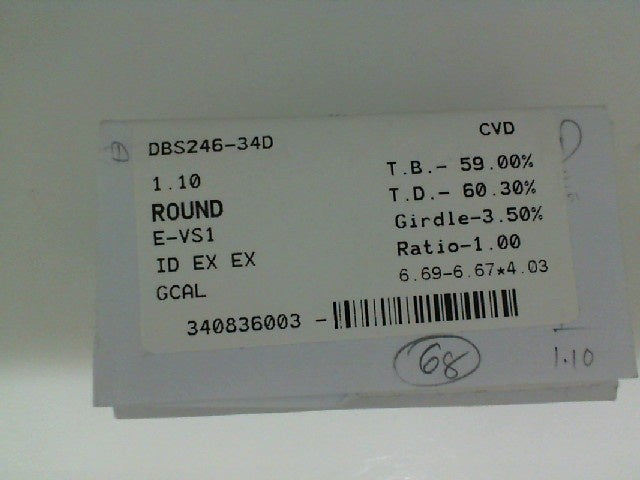 DBS246-34D CVD
1.10 T.B.- 59.00%
ROUND T.D.- 60.30%
E-VS1 Girdle-3.50%
ID EX EX Ratio-1.00
GCAL 6.69-6.67*4.03
340836003 -
68 1.10
D